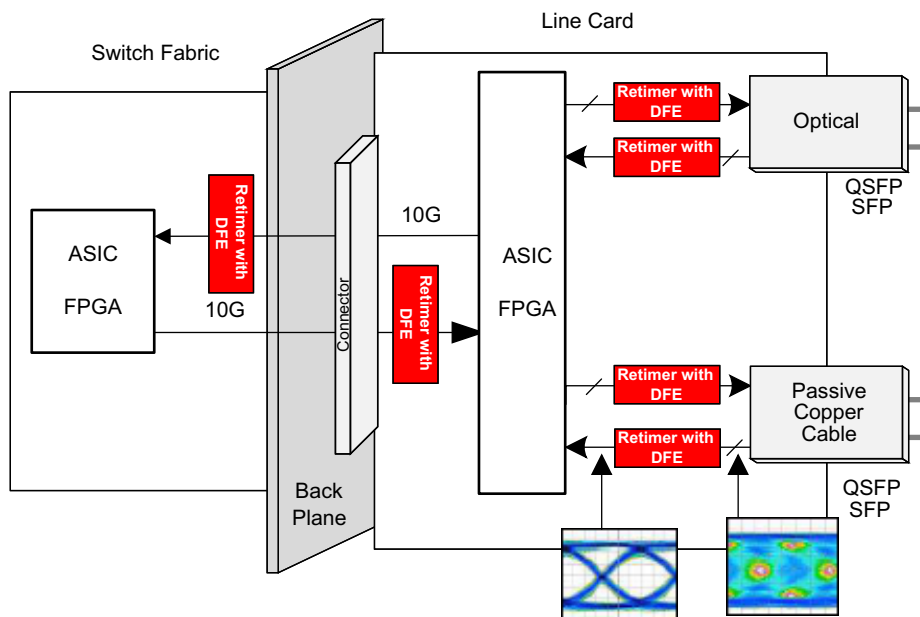 Line Card
Switch Fabric
Retimer with
DFE
Optical
Retimer with
DFE
QSFP
SFP
Retimer with
DFE
10G
ASIC
FPGA
ASIC
FPGA
10G
Connector
Retimer with
DFE
Retimer with
DFE
Passive
Copper
Cable
Retimer with
DFE
QSFP
SFP
Back
Plane